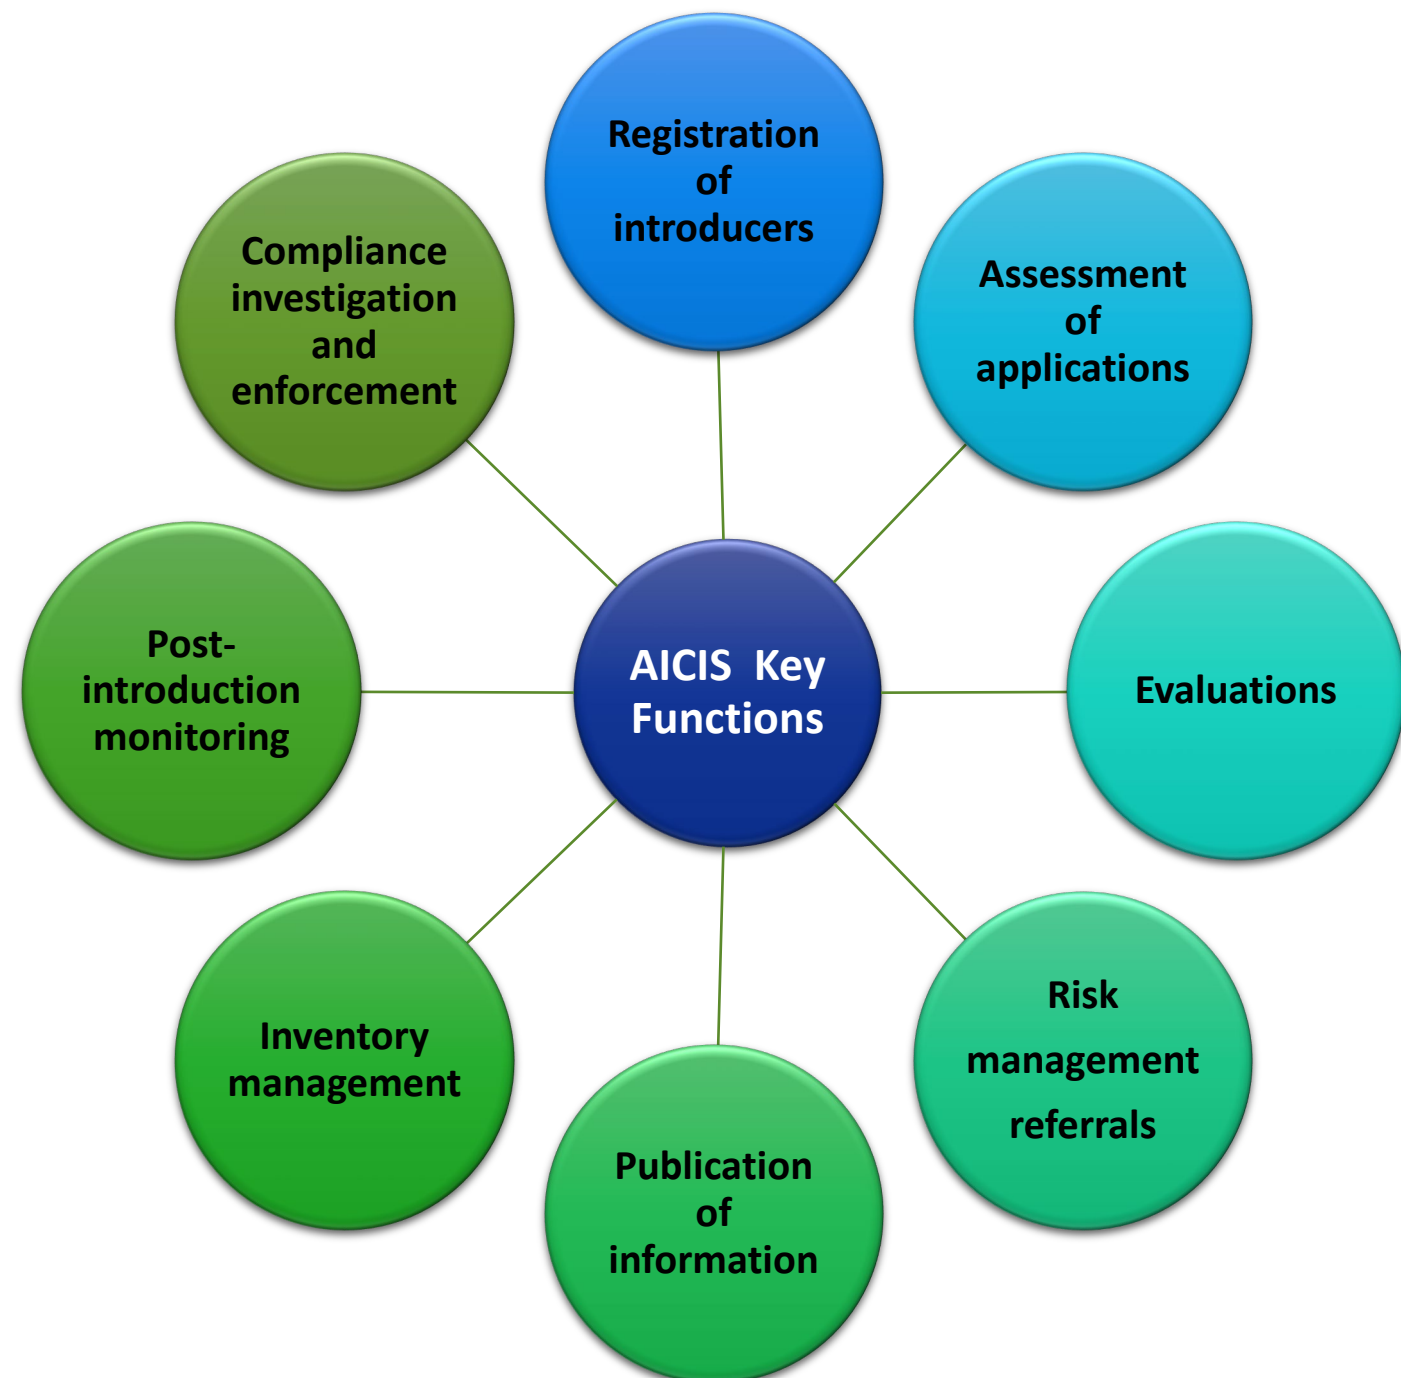 Registration
of
introducers
Assessment
of
applications
Evaluations
Risk
management
referrals
Publication
of
information
Inventory
management
Post-
introduction
monitoring
Compliance
investigation
and
enforcement
AICIS  Key
Functions